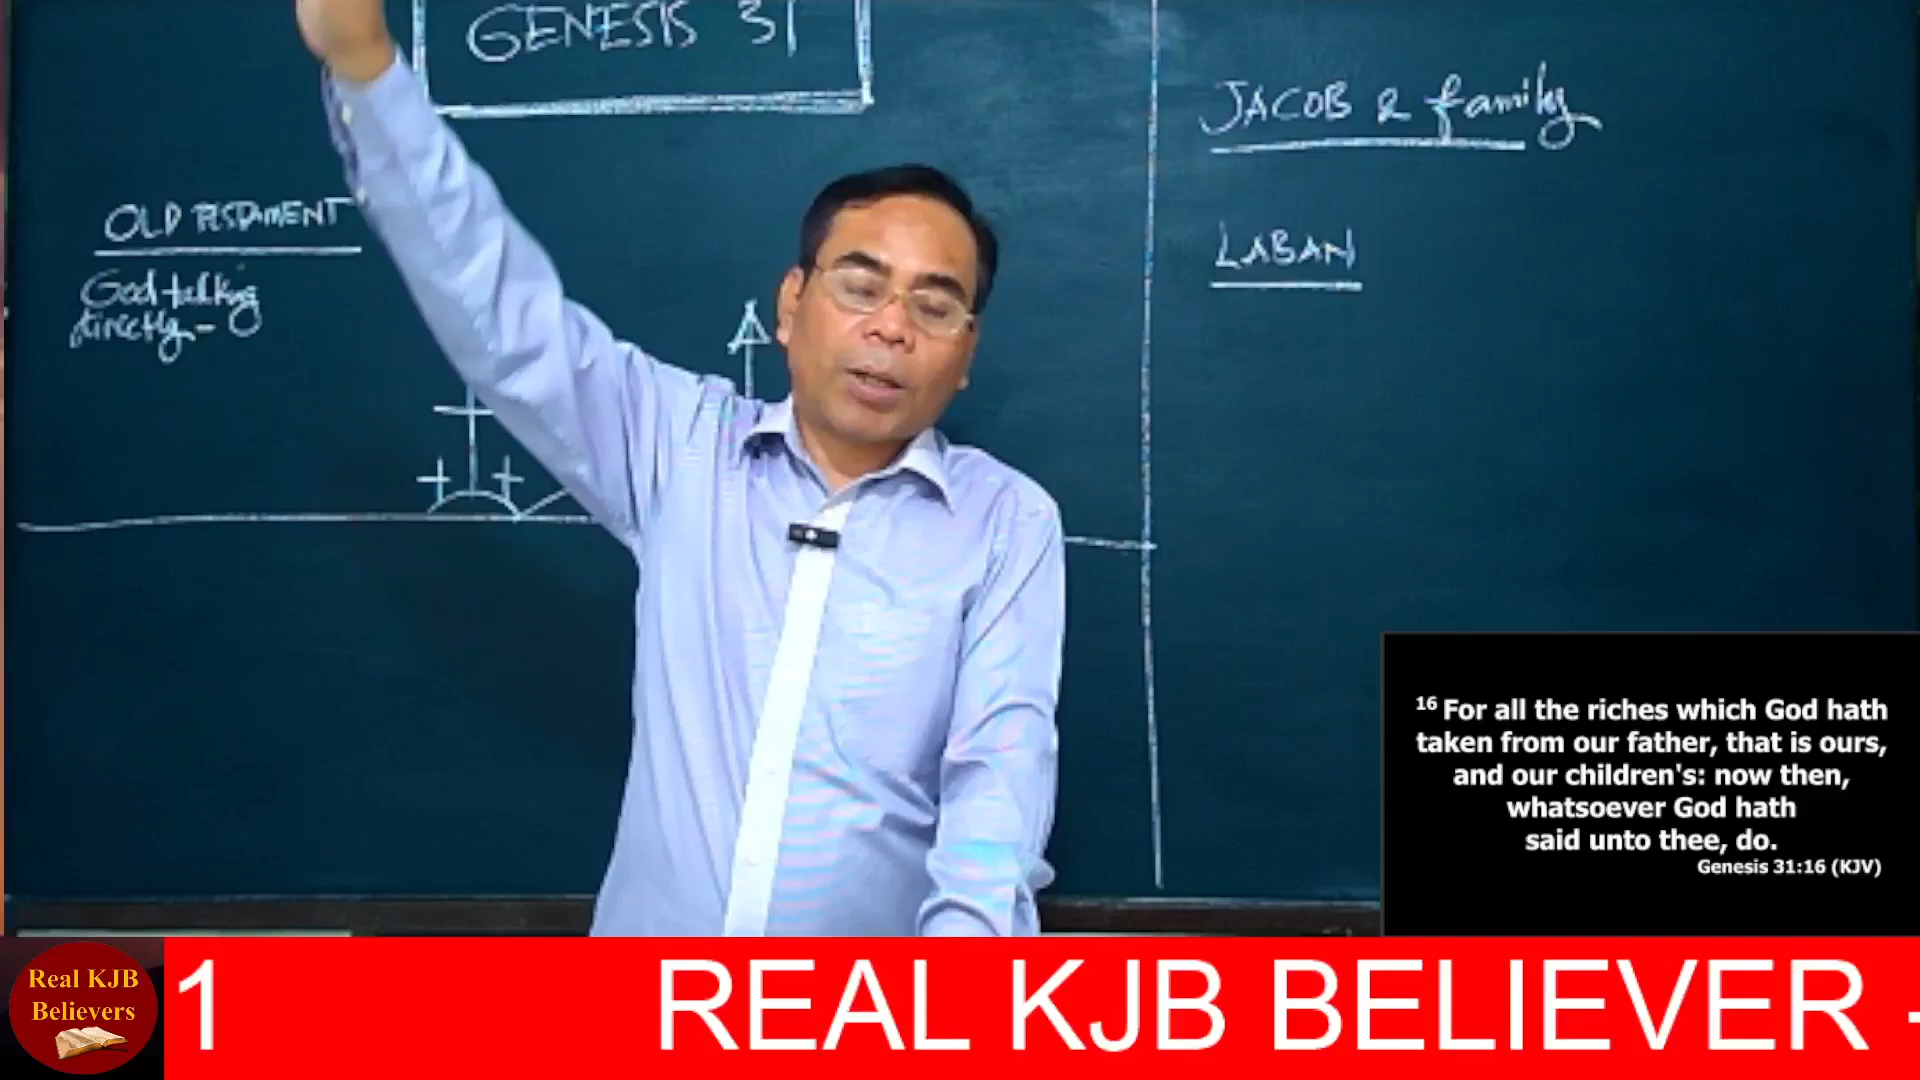 GENESIS 31
JACOB & family
OLD TESTAMENT
LABAN
God talking
directly -
16 For all the riches which God hath
taken from our father, that is ours,
and our children's: now then,
whatsoever God hath
said unto thee, do.
Genesis 31:16 (KJV)
Real KJB
Believers
1 REAL KJB BELIEVER -